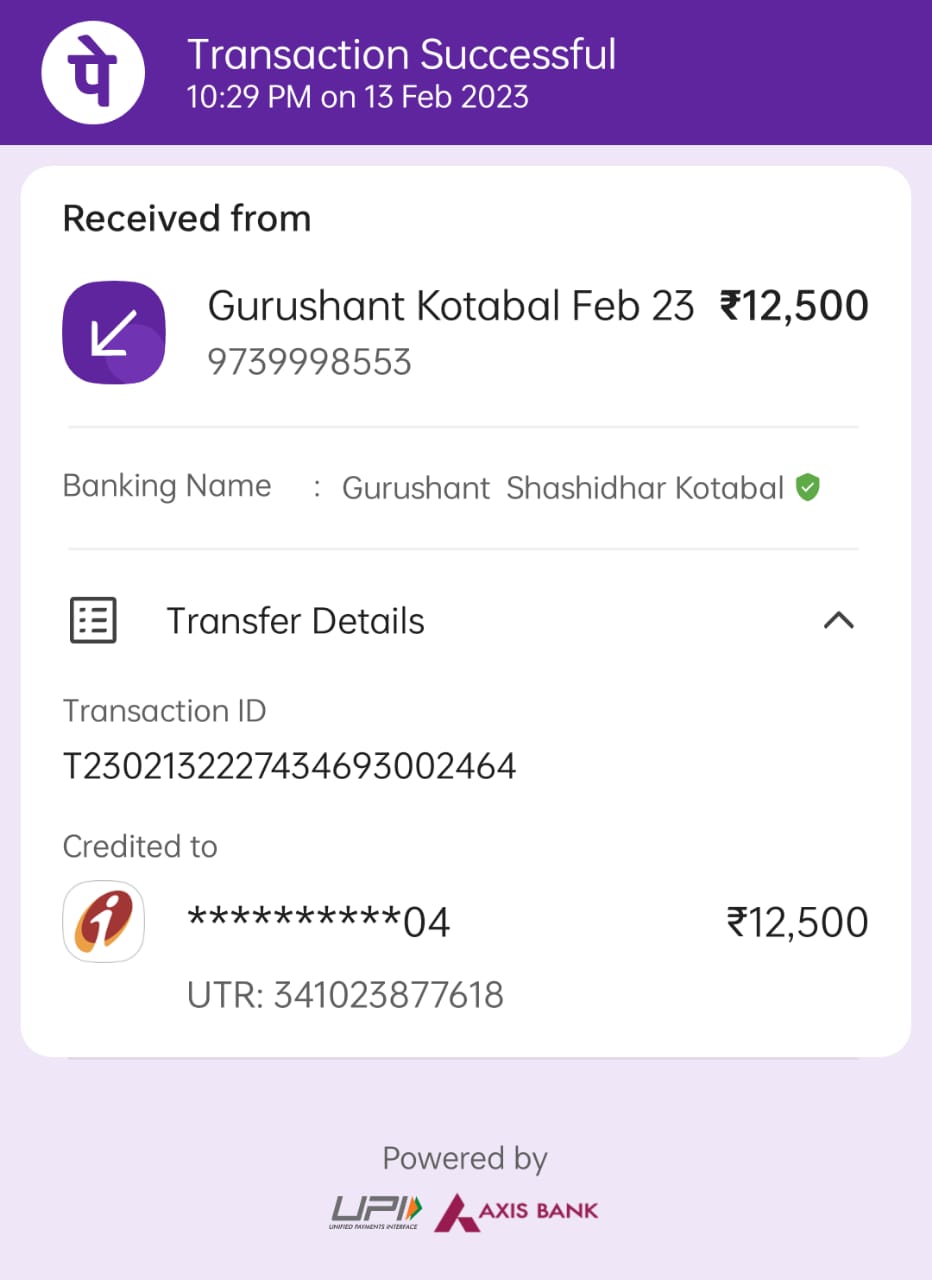 पे
Transaction Successful
10:29 PM on 13 Feb 2023
Received from
Gurushant Kotabal Feb 23 ₹12,500
9739998553
Banking Name : Gurushant Shashidhar Kotabal
Transfer Details
Transaction ID
T2302132227434693002464
Credited to
**********04 ₹12,500
UTR: 341023877618
Powered by
UPI AXIS BANK
UNIFIED PAYMENTS INTERFACE